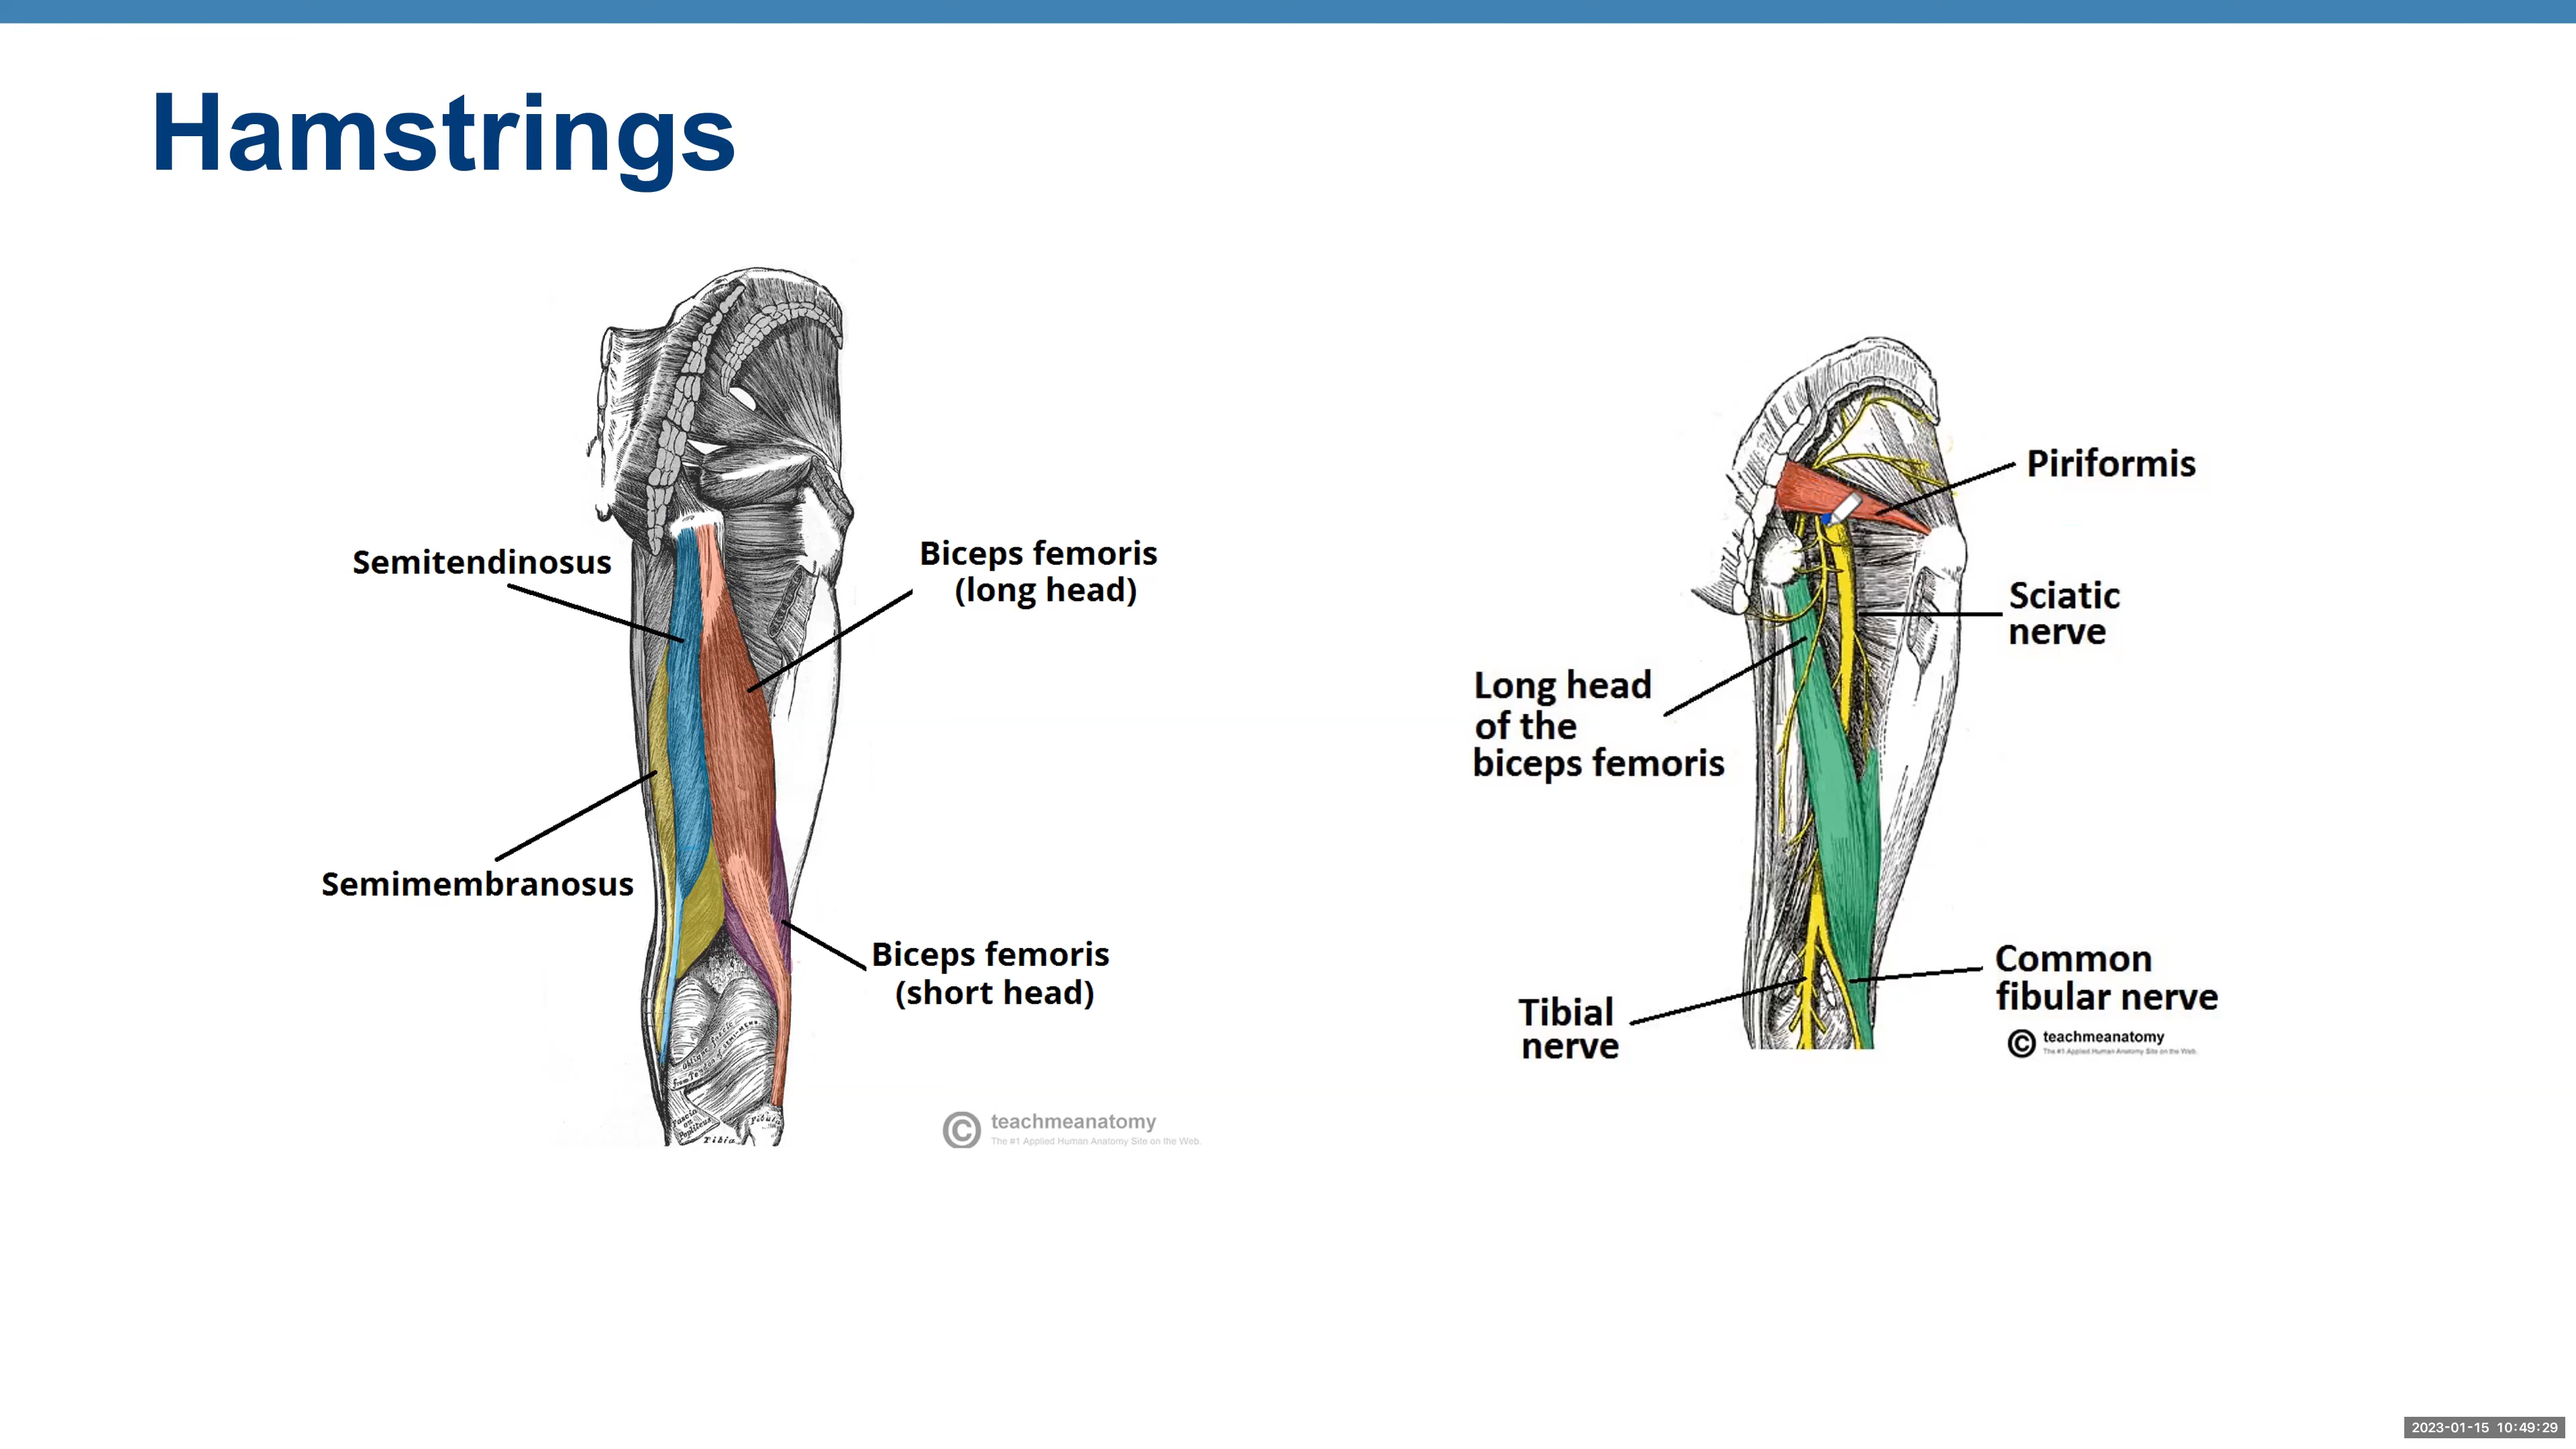 Hamstrings
Semitendinosus
Biceps femoris
(long head)
Semimembranosus
Biceps femoris
(short head)
© teachmeanatomy
The #1 Applied Human Anatomy Site on the Web.
Tibia
Piriformis
Sciatic
nerve
Long head
of the
biceps femoris
Common
fibular nerve
Tibial
nerve
© teachmeanatomy
The #1 Applied Human Anatomy Site on the Web.
2023-01-15 10:49:29